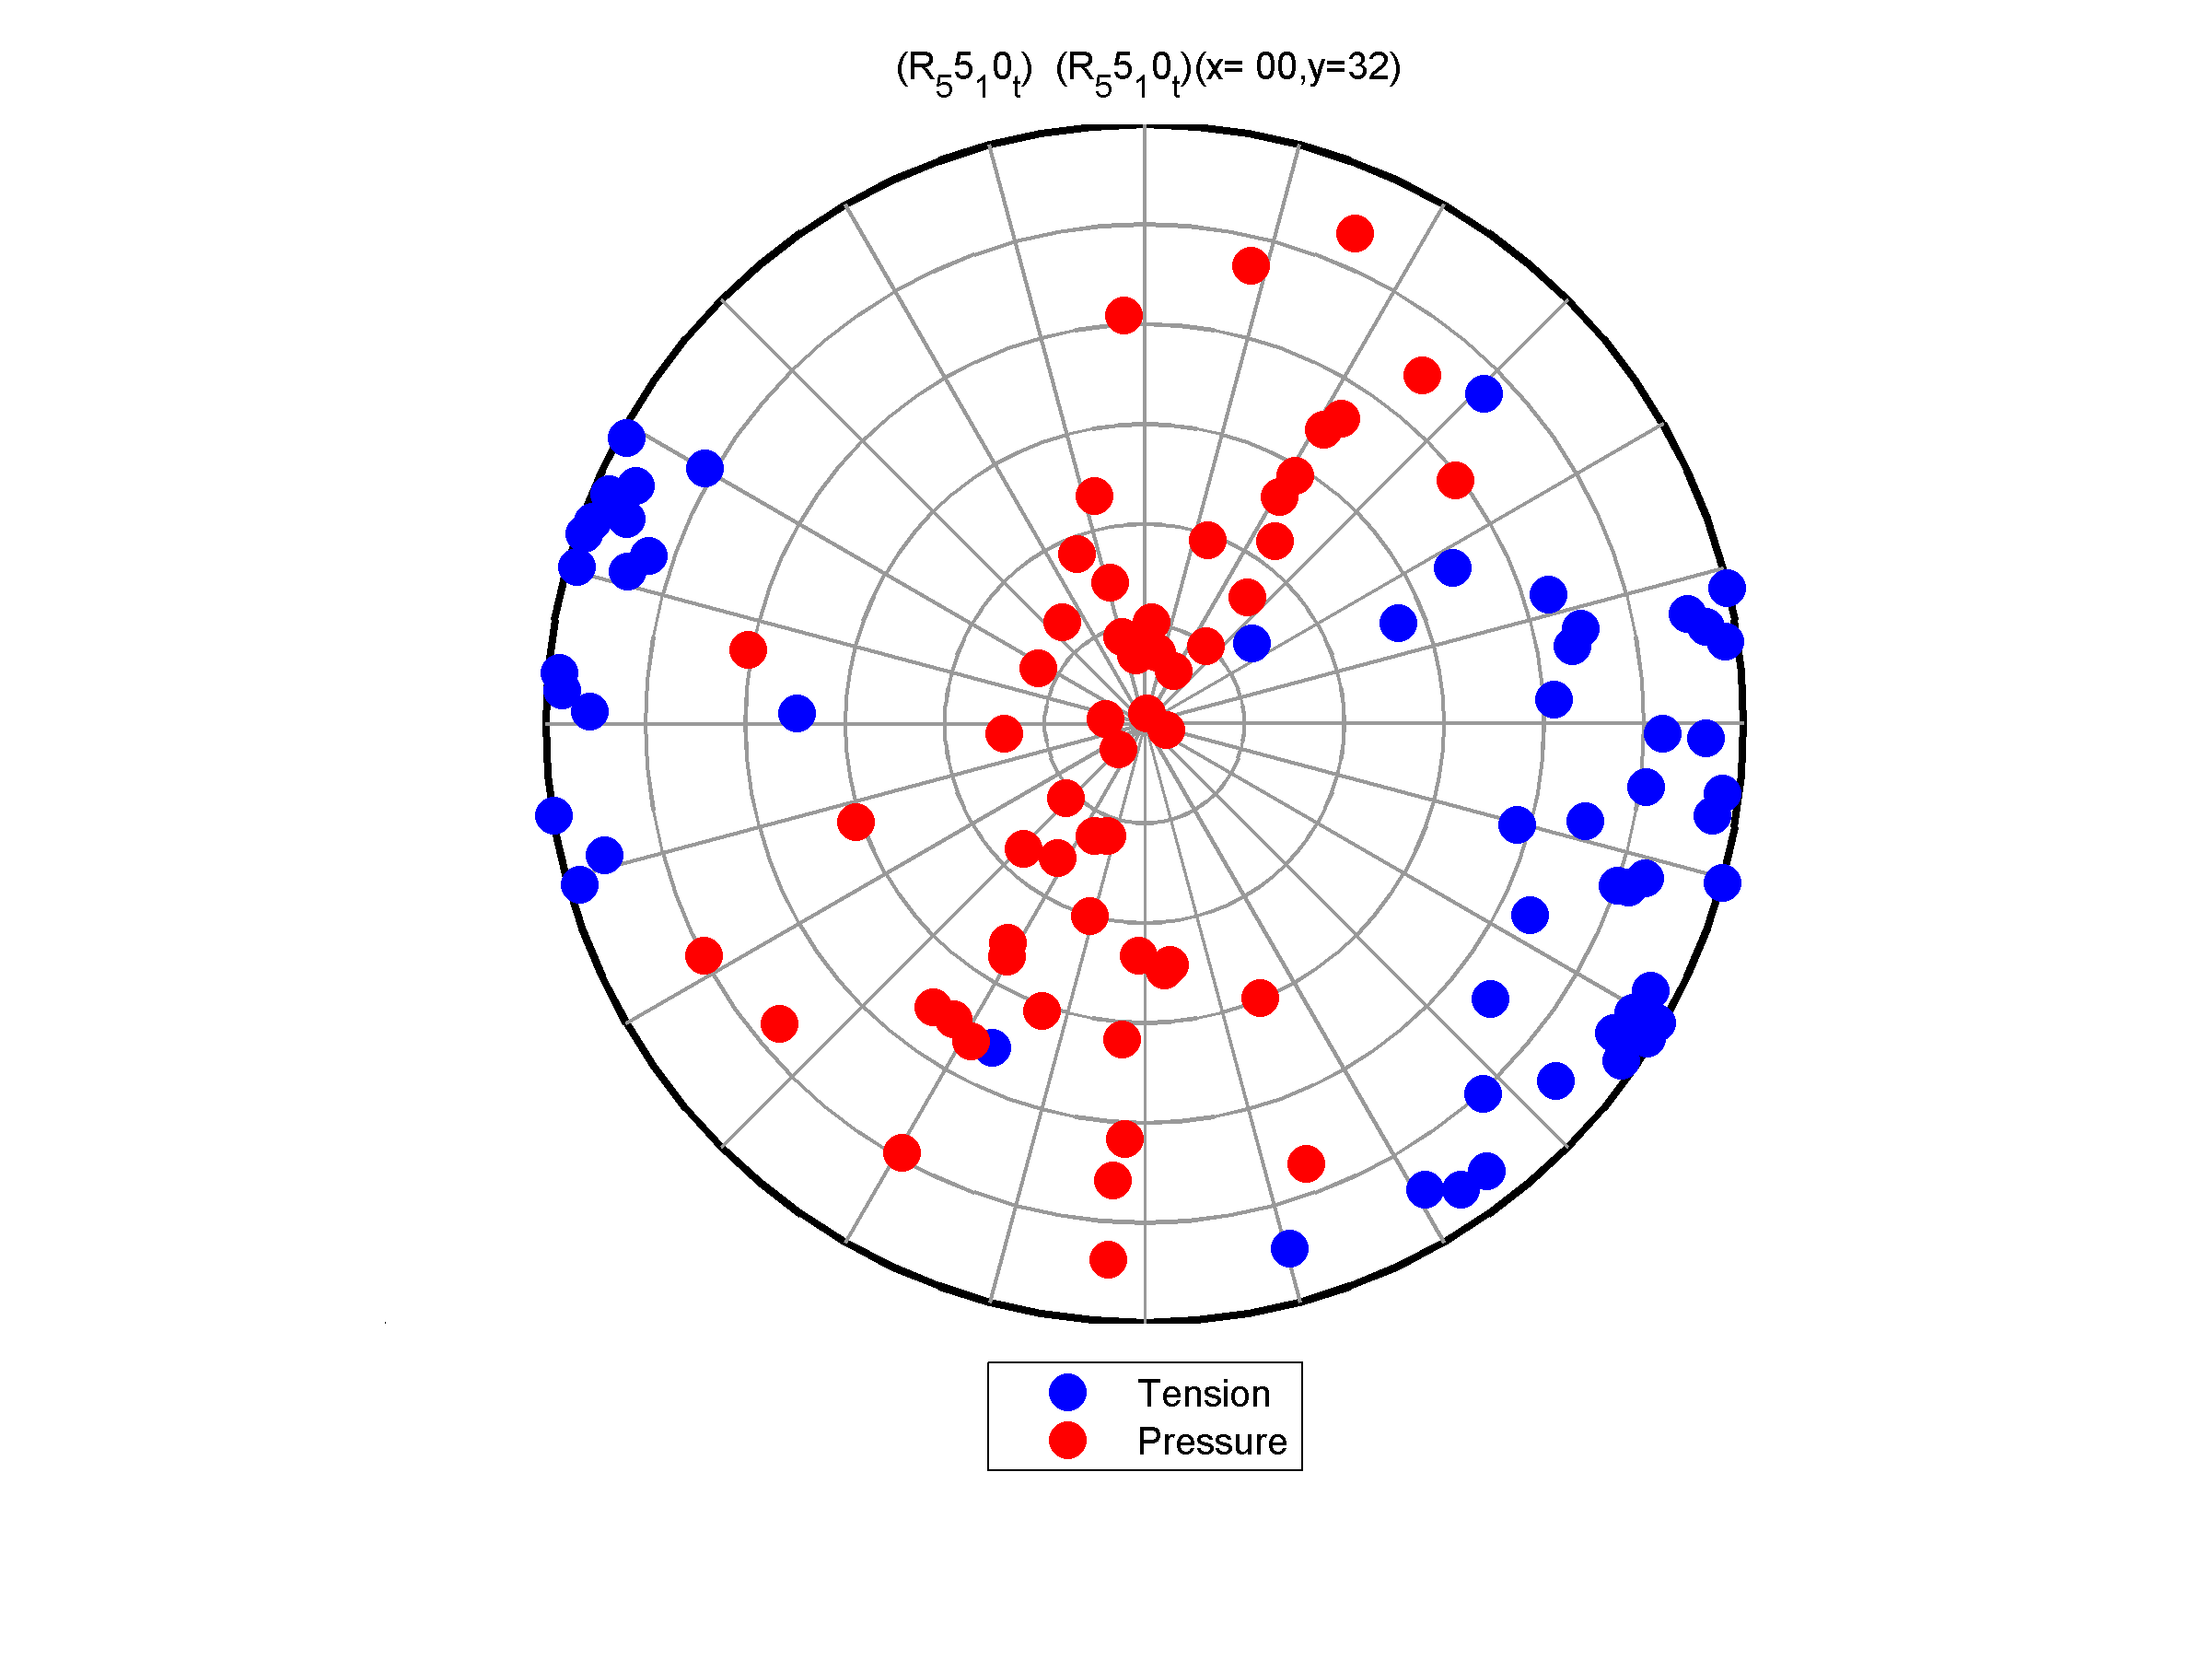 (R₅5₁0ₜ) (R₅5₁0ₜ)(x= 00,y=32)
Tension
Pressure